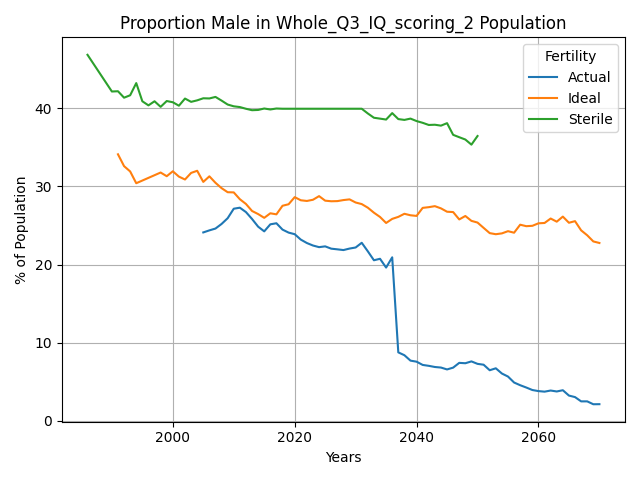 Proportion Male in Whole_Q3_IQ_scoring_2 Population
Fertility
Actual
Ideal
Sterile
% of Population
40
30
20
10
0
2000 2020 2040 2060
Years